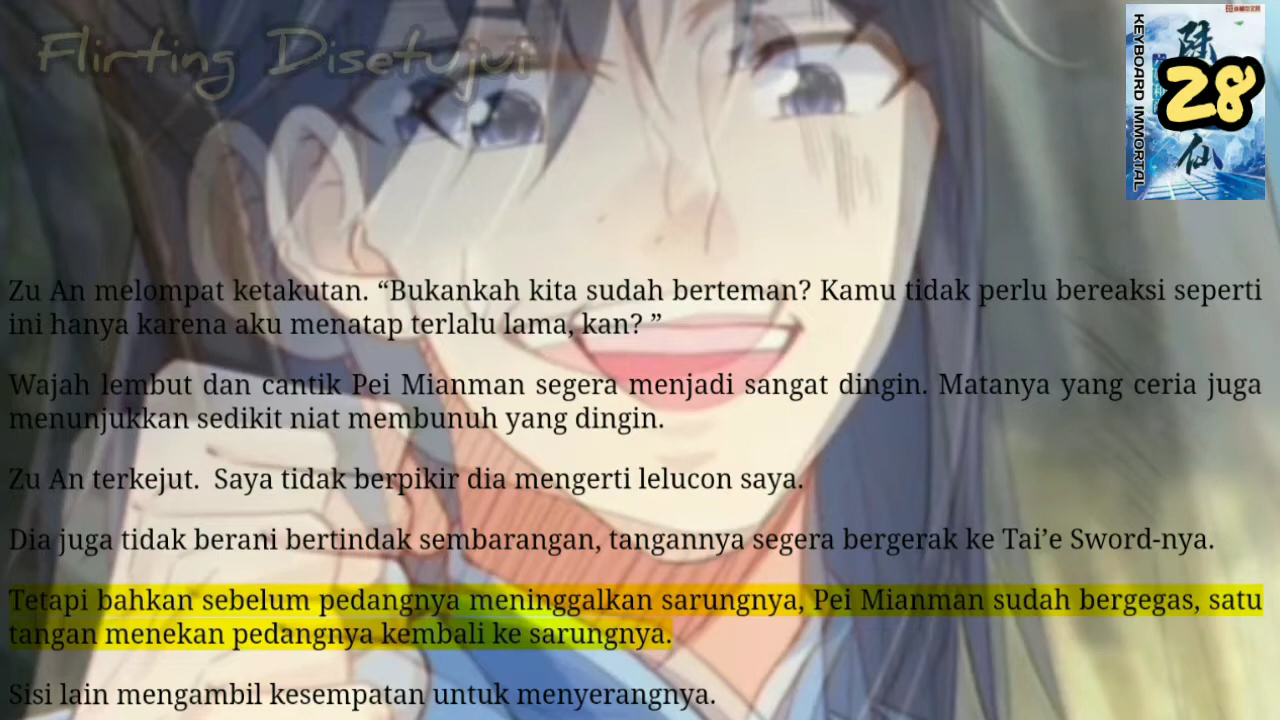 Flirting Disetujui
KEYBOARD IMMORTAL
陸
28
仙
Zu An melompat ketakutan. “Bukankah kita sudah berteman? Kamu tidak perlu bereaksi seperti
ini hanya karena aku menatap terlalu lama, kan? ”
Wajah lembut dan cantik Pei Mianman segera menjadi sangat dingin. Matanya yang ceria juga
menunjukkan sedikit niat membunuh yang dingin.
Zu An terkejut.  Saya tidak berpikir dia mengerti lelucon saya.
Dia juga tidak berani bertindak sembarangan, tangannya segera bergerak ke Tai’e Sword-nya.
Tetapi bahkan sebelum pedangnya meninggalkan sarungnya, Pei Mianman sudah bergegas, satu
tangan menekan pedangnya kembali ke sarungnya.
Sisi lain mengambil kesempatan untuk menyerangnya.